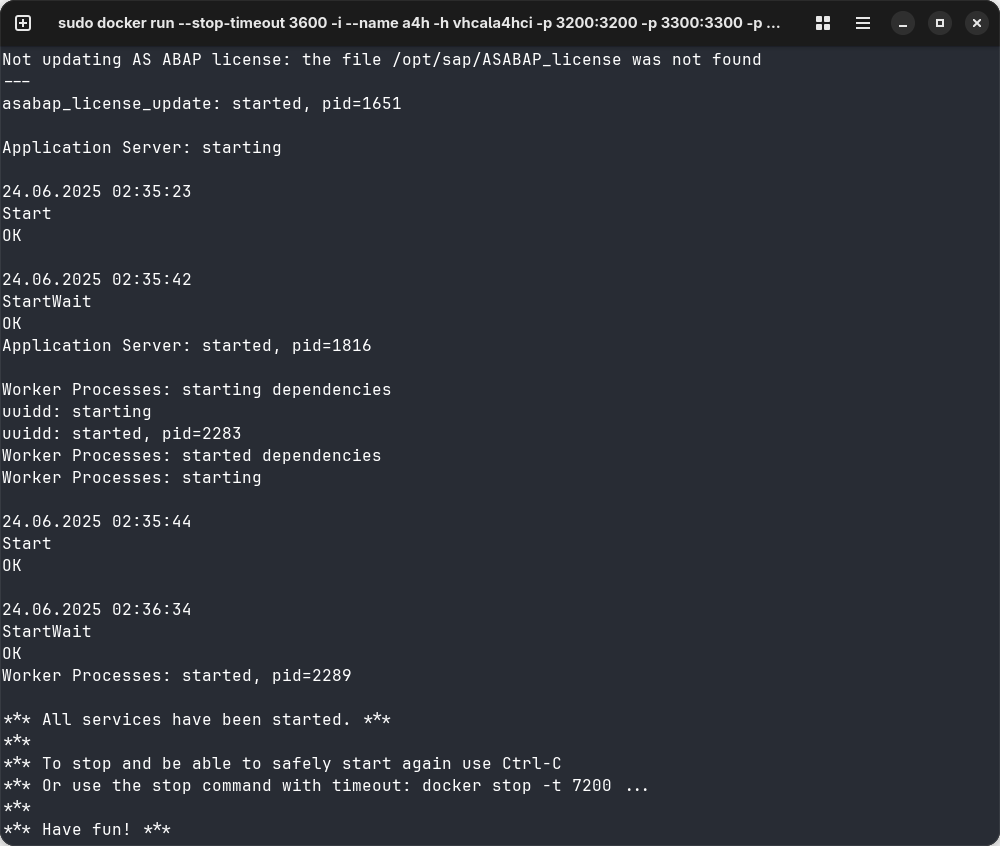 sudo docker run --stop-timeout 3600 -i --name a4h -h vhcala4hci -p 3200:3200 -p 3300:3300 -p ...
Not updating AS ABAP license: the file /opt/sap/ASABAP_license was not found
---
asabap_license_update: started, pid=1651
Application Server: starting
24.06.2025 02:35:23
Start
OK
24.06.2025 02:35:42
StartWait
OK
Application Server: started, pid=1816
Worker Processes: starting dependencies
uuidd: starting
uuidd: started, pid=2283
Worker Processes: started dependencies
Worker Processes: starting
24.06.2025 02:35:44
Start
OK
24.06.2025 02:36:34
StartWait
OK
Worker Processes: started, pid=2289
*** All services have been started. ***
***
*** To stop and be able to safely start again use Ctrl-C
*** Or use the stop command with timeout: docker stop -t 7200 ...
***
*** Have fun! ***